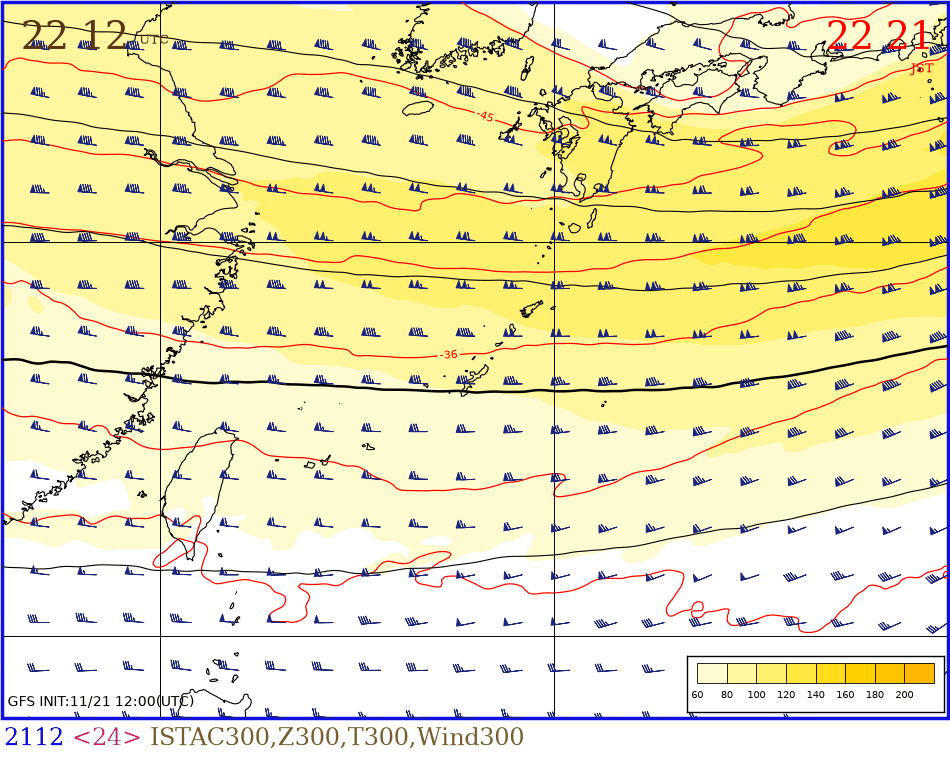 22 12 UTC 22 21
JST
-45
-36
60 80 100 120 140 160 180 200
GFS INIT:11/21 12:00(UTC)
2112 <24> ISTAC300,Z300,T300,Wind300